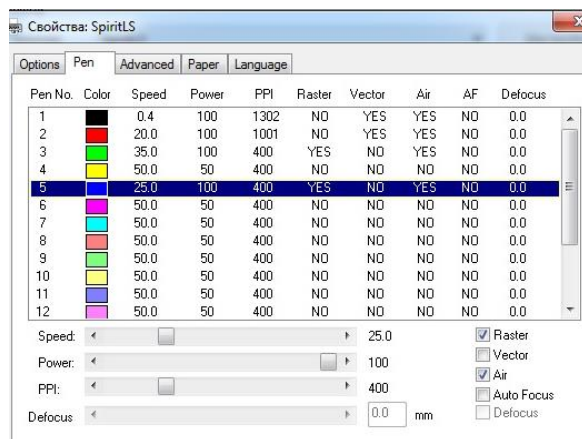 Свойства: SpiritLS
Options Pen Advanced Paper Language
Pen No. Color Speed Power PPI Raster Vector Air AF Defocus
1 0.4 100 1302 NO YES YES NO 0.0
2 20.0 100 1001 NO YES YES NO 0.0
3 35.0 100 400 YES NO YES NO 0.0
4 50.0 50 400 NO NO NO NO 0.0
5 25.0 100 400 YES NO YES NO 0.0
6 50.0 50 400 NO NO NO NO 0.0
7 50.0 50 400 NO NO NO NO 0.0
8 50.0 50 400 NO NO NO NO 0.0
9 50.0 50 400 NO NO NO NO 0.0
10 50.0 50 400 NO NO NO NO 0.0
11 50.0 50 400 NO NO NO NO 0.0
12 50.0 50 400 NO NO NO NO 0.0
Speed: 25.0 Raster
Power: 100 Vector
Air
PPI: 400 Auto Focus
Defocus 0.0 mm Defocus